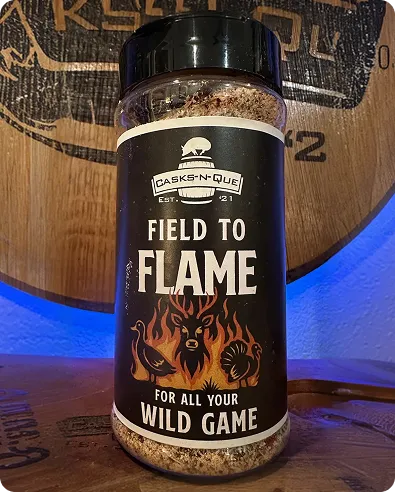 CASKS-N-QUE
EST. '21
FIELD TO
FLAME
FOR ALL YOUR
WILD GAME